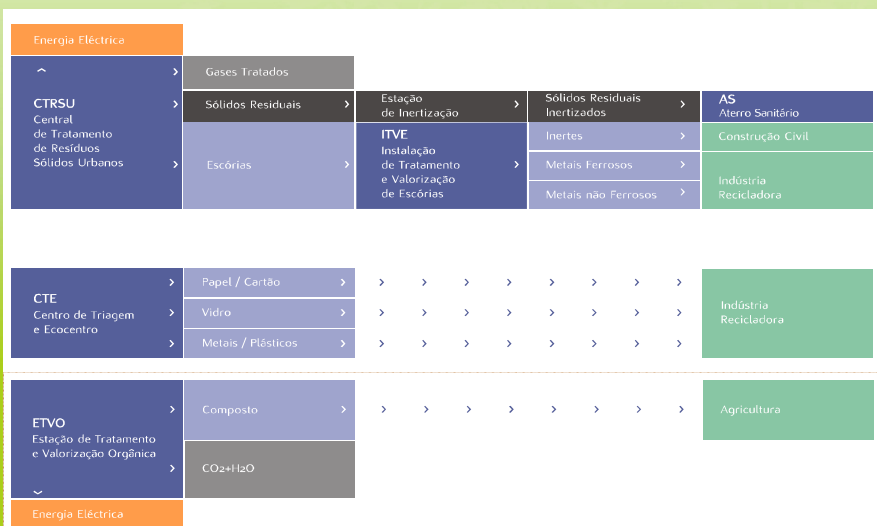 Energia Eléctrica
CTRSU
Central
de Tratamento
de Resíduos
Sólidos Urbanos
Gases Tratados
Sólidos Residuais
Escórias
Estação
de Inertização
ITVE
Instalação
de Tratamento
e Valorização
de Escórias
Sólidos Residuais
Inertizados
Inertes
Metais Ferrosos
Metais não Ferrosos
AS
Aterro Sanitário
Construção Civil
Indústria
Recicladora
CTE
Centro de Triagem
e Ecocentro
Papel / Cartão
Vidro
Metais / Plásticos
Indústria
Recicladora
ETVO
Estação de Tratamento
e Valorização Orgânica
Composto
CO2+H2O
Agricultura
Energia Eléctrica